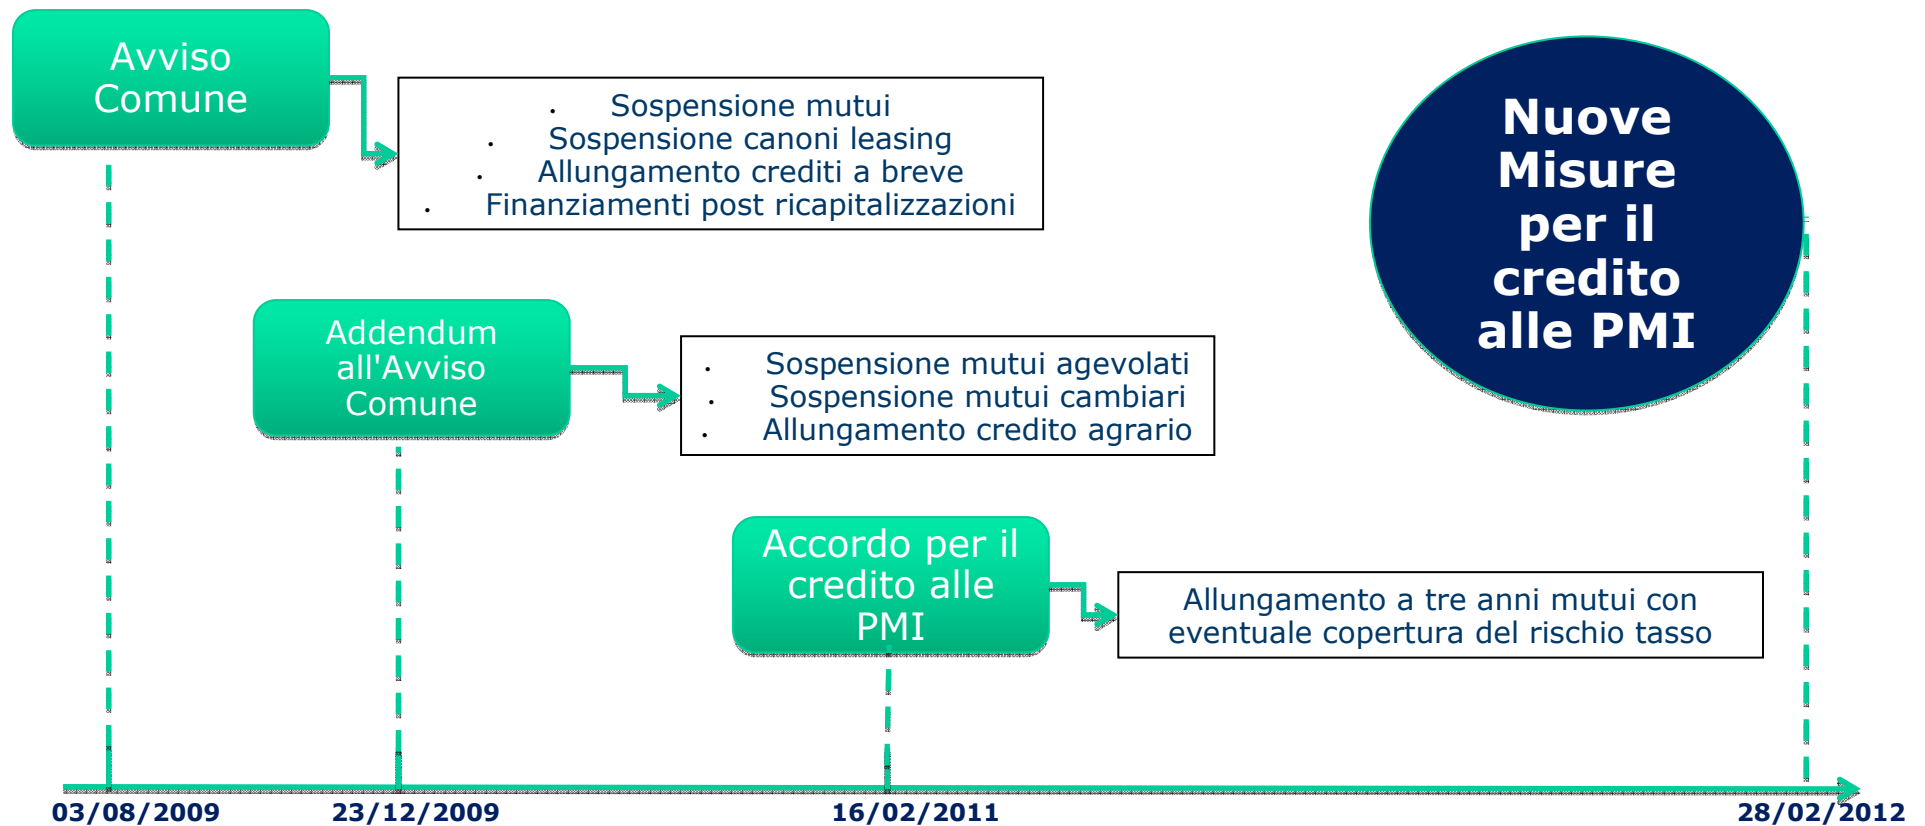 Avviso
Comune
• Sospensione mutui
• Sospensione canoni leasing
• Allungamento crediti a breve
• Finanziamenti post ricapitalizzazioni
Nuove
Misure
per il
credito
alle PMI
Addendum
all'Avviso
Comune
• Sospensione mutui agevolati
• Sospensione mutui cambiari
• Allungamento credito agrario
Accordo per il
credito alle
PMI
Allungamento a tre anni mutui con
eventuale copertura del rischio tasso
03/08/2009
23/12/2009
16/02/2011
28/02/2012